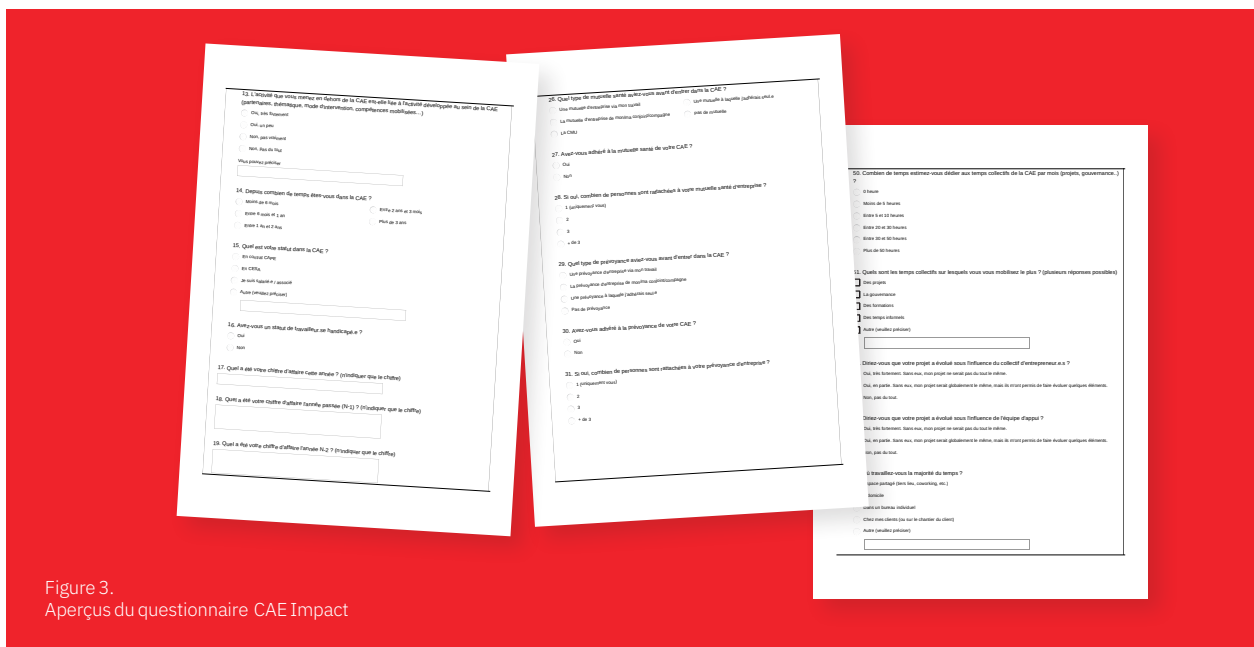 13. L'activité que vous menez en dehors de la CAE est-elle liée à l'activité développée au sein de la CAE
(partenaires, thématique, mode d'intervention, compétences mobilisées…)
Oui, très fortement
Oui, un peu
Non, pas vraiment
Non, pas du tout
Vous pouvez préciser
14. Depuis combien de temps êtes-vous dans la CAE ?
Moins de 6 mois
Entre 6 mois et 1 an
Entre 1 an et 2 ans
Entre 2 ans et 3 ans
Plus de 3 ans
15. Quel est votre statut dans la CAE ?
En contrat CAPE
En CESA
Je suis salarié.e / associé
Autre (veuillez préciser)
16. Avez-vous un statut de travailleur.se handicapé.e ?
Oui
Non
17. Quel a été votre chiffre d'affaire cette année ? (n'indiquer que le chiffre)
18. Quel a été votre chiffre d'affaire l'année passée (N-1) ? (n'indiquer que le chiffre)
19. Quel a été votre chiffre d'affaire l'année N-2 ? (n'indiquer que le chiffre)
26. Quel type de mutuelle santé aviez-vous avant d'entrer dans la CAE ?
Une mutuelle d'entreprise via mon travail
La mutuelle d'entreprise de mon/ma conjoint/compagne
La CMU
Une mutuelle à laquelle j'adhérais seul.e
pas de mutuelle
27. Avez-vous adhéré à la mutuelle santé de votre CAE ?
Oui
Non
28. Si oui, combien de personnes sont rattachées à votre mutuelle santé d'entreprise ?
1 (uniquement vous)
2
3
+ de 3
29. Quel type de prévoyance aviez-vous avant d'entrer dans la CAE ?
Une prévoyance d'entreprise via mon travail
La prévoyance d'entreprise de mon/ma conjoint/compagne
Une prévoyance à laquelle j'adhérais seul.e
Pas de prévoyance
30. Avez-vous adhéré à la prévoyance de votre CAE ?
Oui
Non
31. Si oui, combien de personnes sont rattachées à votre prévoyance d'entreprise ?
1 (uniquement vous)
2
3
+ de 3
50. Combien de temps estimez-vous dédier aux temps collectifs de la CAE par mois (projets, gouvernance..)
?
0 heure
Moins de 5 heures
Entre 5 et 10 heures
Entre 20 et 30 heures
Entre 30 et 50 heures
Plus de 50 heures
51. Quels sont les temps collectifs sur lesquels vous vous mobilisez le plus ? (plusieurs réponses possibles)
Des projets
La gouvernance
Des formations
Des temps informels
Autre (veuillez préciser)
Diriez-vous que votre projet a évolué sous l'influence du collectif d'entrepreneur.e.s ?
Oui, très fortement. Sans eux, mon projet ne serait pas du tout le même.
Oui, en partie. Sans eux, mon projet serait globalement le même, mais ils m'ont permis de faire évoluer quelques éléments.
Non, pas du tout.
Diriez-vous que votre projet a évolué sous l'influence de l'équipe d'appui ?
Oui, très fortement. Sans eux, mon projet ne serait pas du tout le même.
Oui, en partie. Sans eux, mon projet serait globalement le même, mais ils m'ont permis de faire évoluer quelques éléments.
Non, pas du tout.
Où travaillez-vous la majorité du temps ?
Espace partagé (tiers lieu, coworking, etc.)
domicile
Dans un bureau individuel
Chez mes clients (ou sur le chantier du client)
Autre (veuillez préciser)
Figure 3.
Aperçus du questionnaire CAE Impact